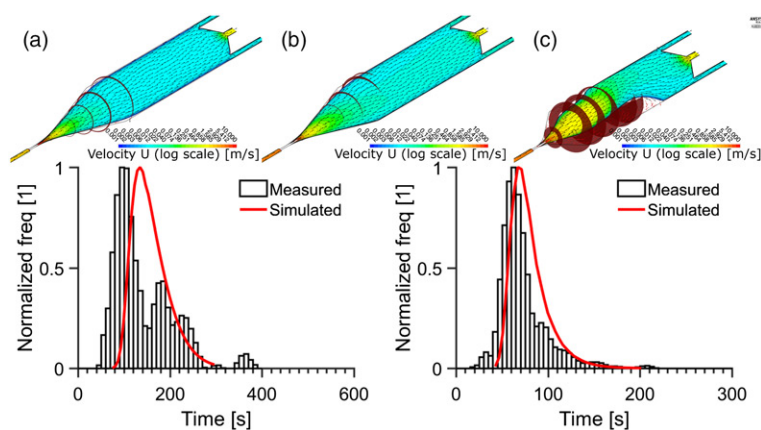 (a)
(b)
(c)
Velocity U (log scale) [m/s]
Velocity U (log scale) [m/s]
Velocity U (log scale) [m/s]
Normalized freq [1]
1
0.5
0
Measured
Simulated
0 200 400 600
Time [s]
Normalized freq [1]
1
0.5
0
Measured
Simulated
0 100 200 300
Time [s]